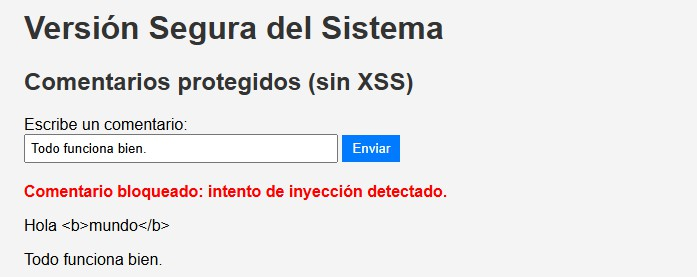 Versión Segura del Sistema
Comentarios protegidos (sin XSS)
Escribe un comentario:
Todo funciona bien. Enviar
Comentario bloqueado: intento de inyección detectado.
Hola <b>mundo</b>
Todo funciona bien.